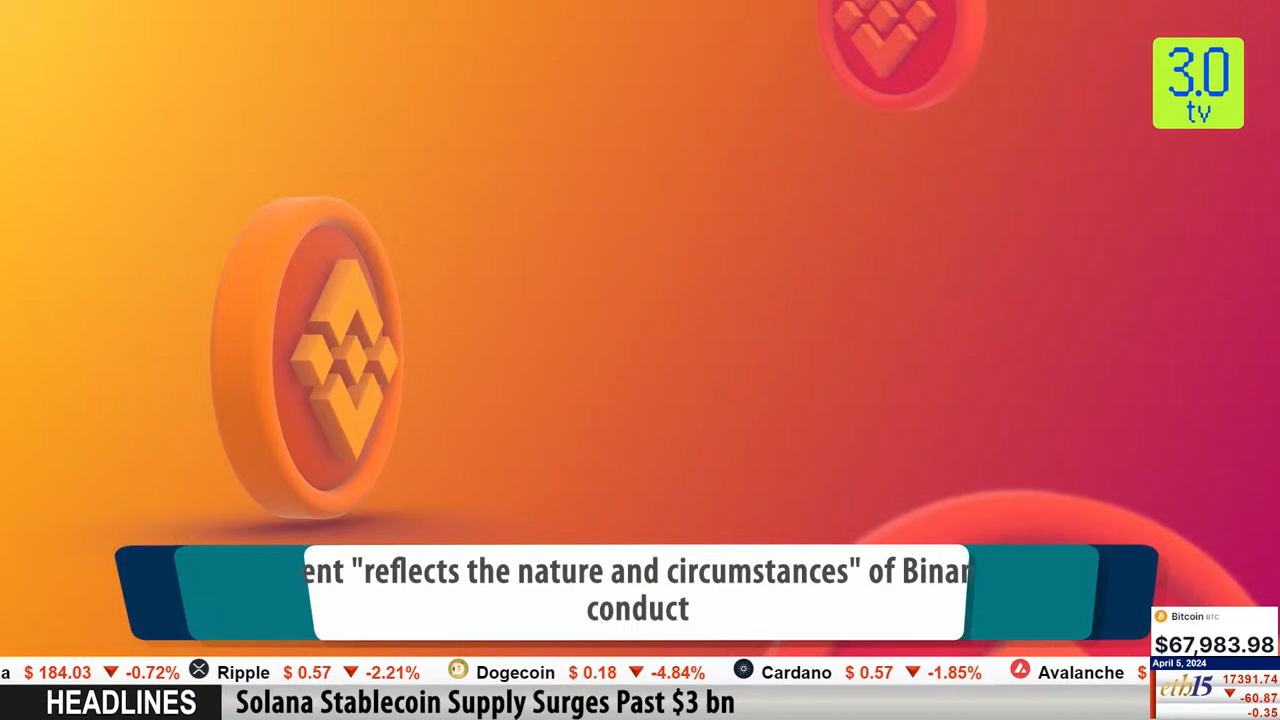 3.0
tv
ent "reflects the nature and circumstances" of Binan
conduct
Bitcoin BTC
$67,983.98
April 5, 2024
eth15 17391.74
-60.87
-0.35
a $ 184.03 -0.72% Ripple $ 0.57 -2.21% Dogecoin $ 0.18 -4.84% Cardano $ 0.57 -1.85% Avalanche $
HEADLINES Solana Stablecoin Supply Surges Past $3 bn